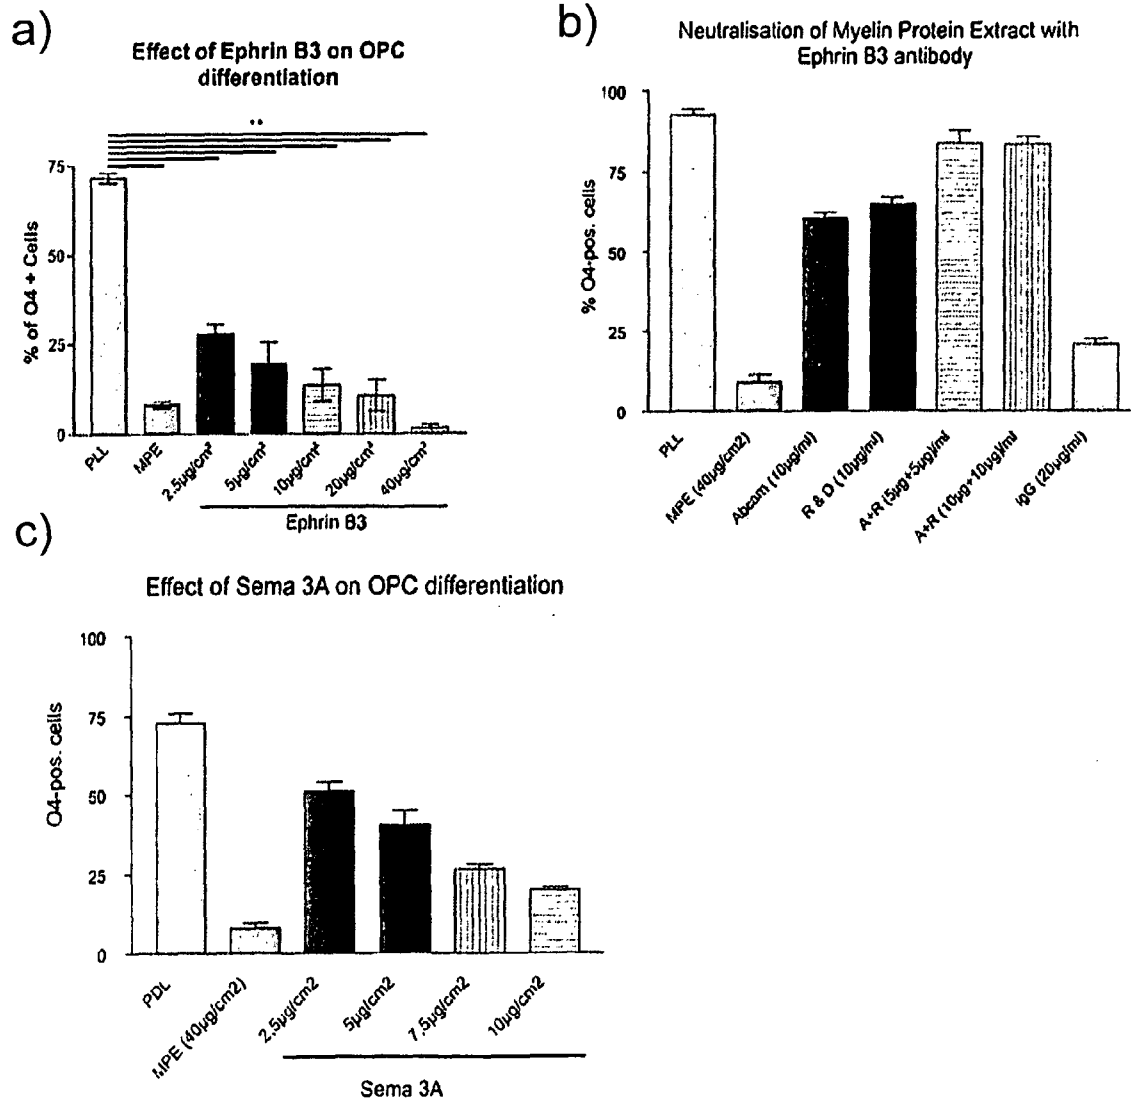 a)
Effect of Ephrin B3 on OPC
differentiation
**
% of O4 + Cells
75
50
25
0
PLL
MPE
2.5µg/cm²
5µg/cm²
10µg/cm²
20µg/cm²
40µg/cm²
Ephrin B3
b)
Neutralisation of Myelin Protein Extract with
Ephrin B3 antibody
% O4-pos. cells
100
75
50
25
0
PLL
MPE (40µg/cm2)
Abcam (10µg/ml)
R & D (10µg/ml)
A+R (5µg+5µg)/ml
A+R (10µg+10µg)/ml
IgG (20µg/ml)
c)
Effect of Sema 3A on OPC differentiation
O4-pos. cells
100
75
50
25
0
PDL
MPE (40µg/cm2)
2.5µg/cm2
5µg/cm2
7.5µg/cm2
10µg/cm2
Sema 3A